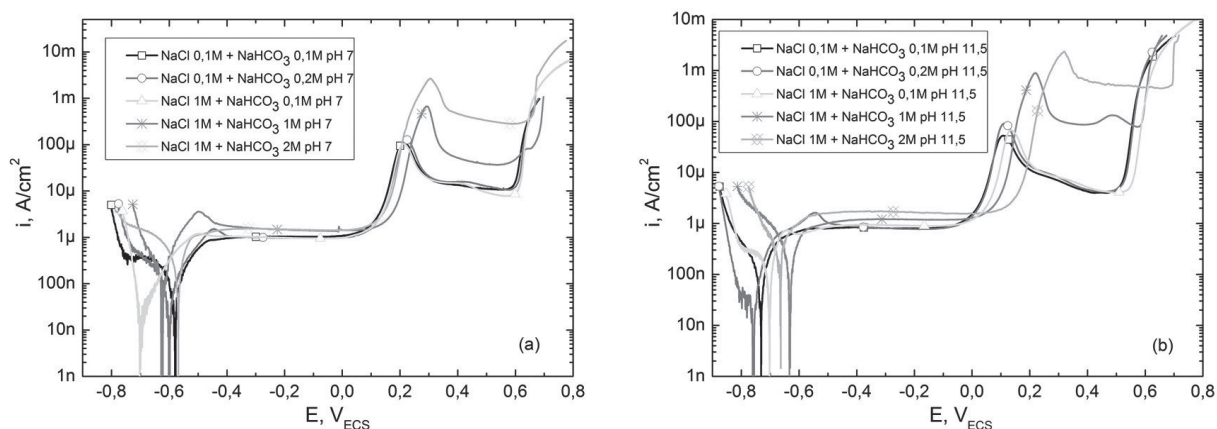 10m
1m
100µ
10µ
1µ
100n
10n
1n
i, A/cm²
NaCl 0,1M + NaHCO₃ 0,1M pH 7
NaCl 0,1M + NaHCO₃ 0,2M pH 7
NaCl 1M + NaHCO₃ 0,1M pH 7
NaCl 1M + NaHCO₃ 1M pH 7
NaCl 1M + NaHCO₃ 2M pH 7
(a)
-0,8 -0,6 -0,4 -0,2 0,0 0,2 0,4 0,6 0,8
E, V_ECS
10m
1m
100µ
10µ
1µ
100n
10n
1n
i, A/cm²
NaCl 0,1M + NaHCO₃ 0,1M pH 11,5
NaCl 0,1M + NaHCO₃ 0,2M pH 11,5
NaCl 1M + NaHCO₃ 0,1M pH 11,5
NaCl 1M + NaHCO₃ 1M pH 11,5
NaCl 1M + NaHCO₃ 2M pH 11,5
(b)
-0,8 -0,6 -0,4 -0,2 0,0 0,2 0,4 0,6 0,8
E, V_ECS